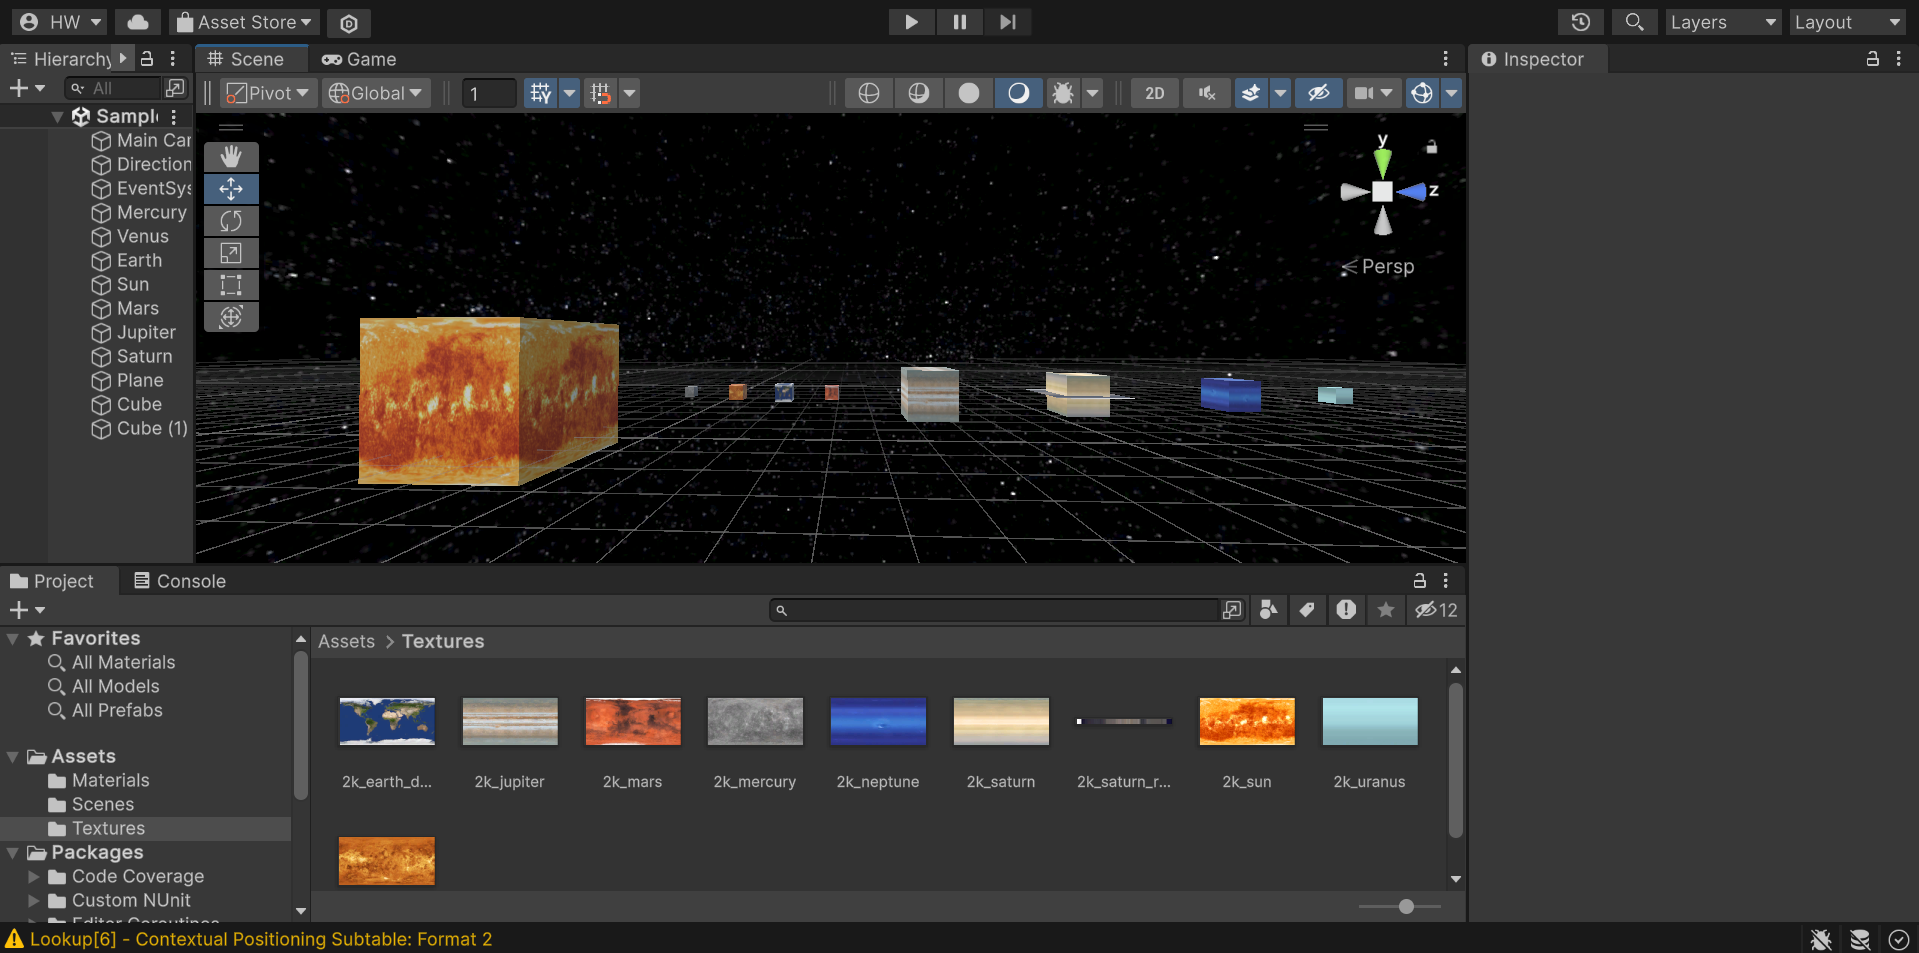 HW
Asset Store
Layers
Layout
Hierarchy
Scene
Game
Inspector
All
Pivot
Global
1
2D
Sampl
Main Car
Direction
EventSys
Mercury
Venus
Earth
Sun
Mars
Jupiter
Saturn
Plane
Cube
Cube (1)
y
z
Persp
Project
Console
12
Favorites
All Materials
All Models
All Prefabs
Assets
Materials
Scenes
Textures
Packages
Code Coverage
Custom NUnit
Editor Coroutines
Assets > Textures
2k_earth_d...
2k_jupiter
2k_mars
2k_mercury
2k_neptune
2k_saturn
2k_saturn_r...
2k_sun
2k_uranus
Lookup[6] - Contextual Positioning Subtable: Format 2